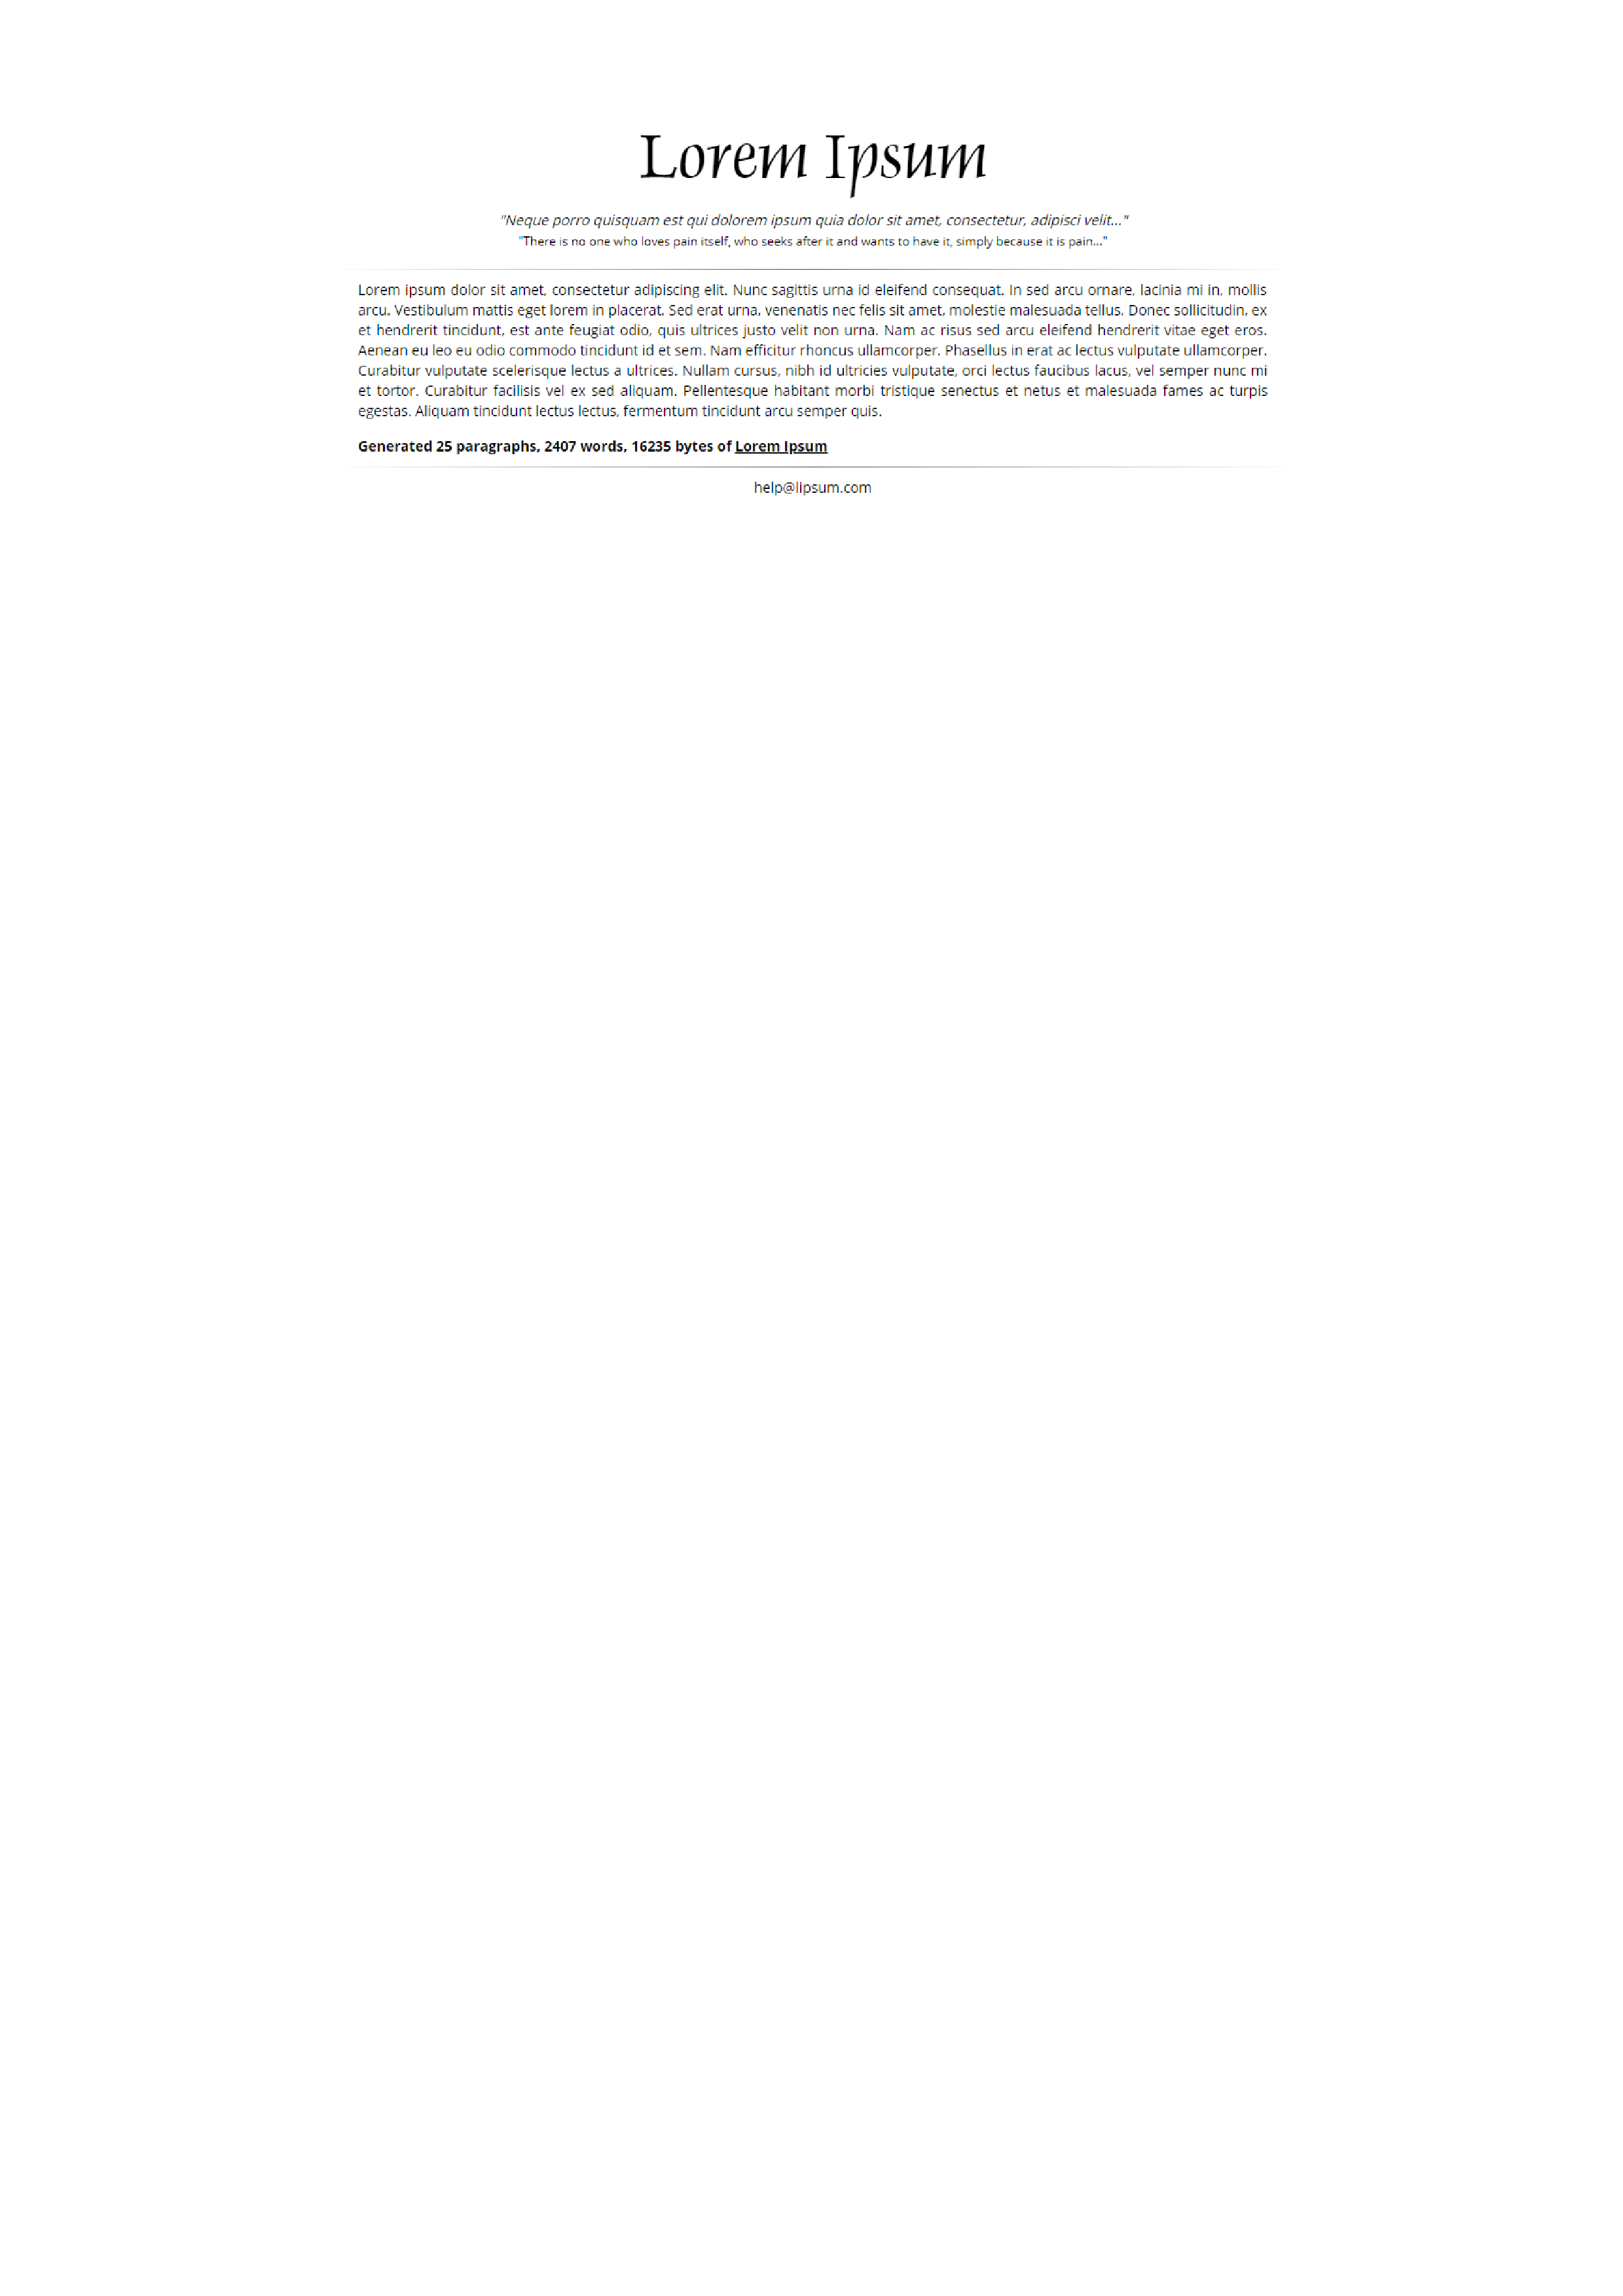 Lorem Ipsum
"Neque porro quisquam est qui dolorem ipsum quia dolor sit amet, consectetur, adipisci velit..."
"There is no one who loves pain itself, who seeks after it and wants to have it, simply because it is pain..."
Lorem ipsum dolor sit amet, consectetur adipiscing elit. Nunc sagittis urna id eleifend consequat. In sed arcu ornare, lacinia mi in, mollis
arcu. Vestibulum mattis eget lorem in placerat. Sed erat urna, venenatis nec felis sit amet, molestie malesuada tellus. Donec sollicitudin, ex
et hendrerit tincidunt, est ante feugiat odio, quis ultrices justo velit non urna. Nam ac risus sed arcu eleifend hendrerit vitae eget eros.
Aenean eu leo eu odio commodo tincidunt id et sem. Nam efficitur rhoncus ullamcorper. Phasellus in erat ac lectus vulputate ullamcorper.
Curabitur vulputate scelerisque lectus a ultrices. Nullam cursus, nibh id ultricies vulputate, orci lectus faucibus lacus, vel semper nunc mi
et tortor. Curabitur facilisis vel ex sed aliquam. Pellentesque habitant morbi tristique senectus et netus et malesuada fames ac turpis
egestas. Aliquam tincidunt lectus lectus, fermentum tincidunt arcu semper quis.
Generated 25 paragraphs, 2407 words, 16235 bytes of Lorem Ipsum
help@lipsum.com